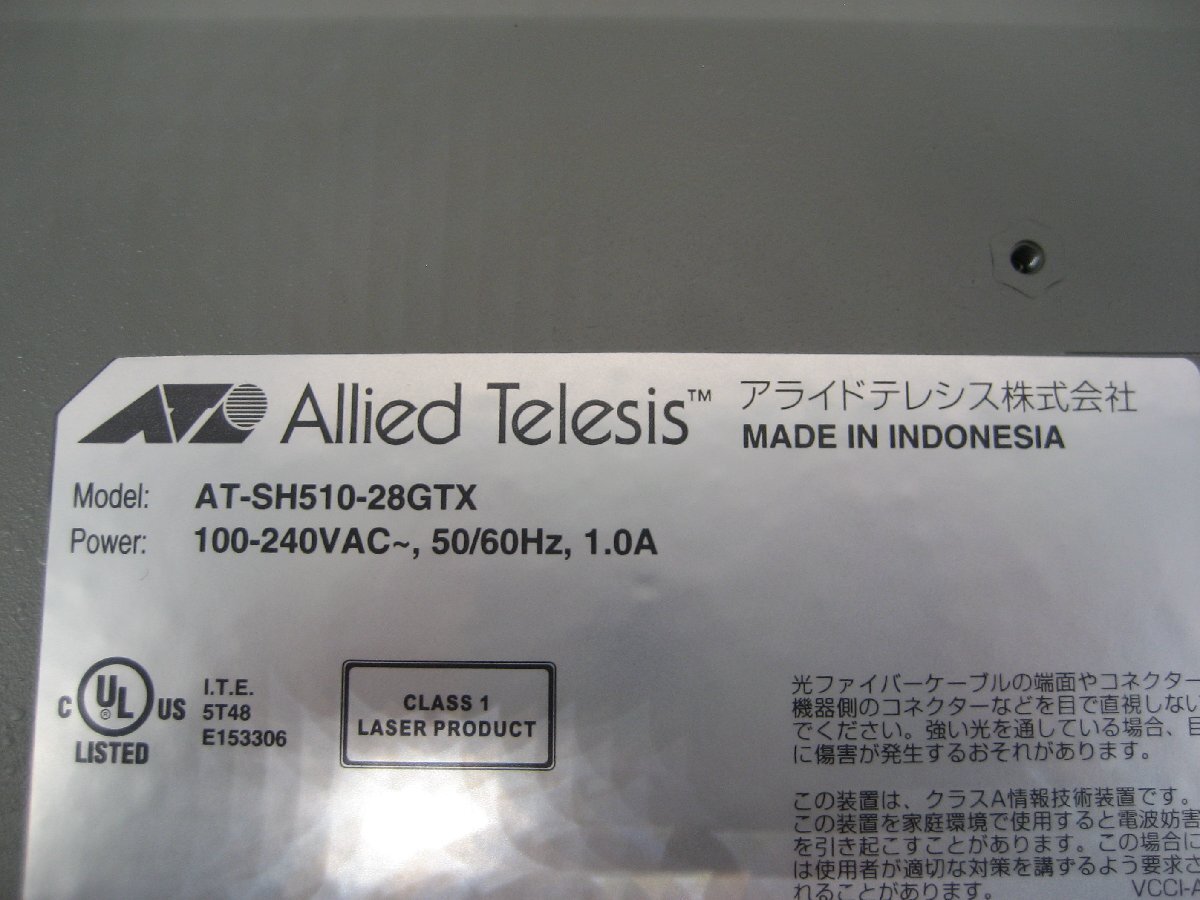 Allied Telesis™ アライドテレシス株式会社
MADE IN INDONESIA
Model: AT-SH510-28GTX
Power: 100-240VAC~, 50/60Hz, 1.0A
C UL ® US
LISTED
I.T.E.
5T48
E153306
CLASS 1
LASER PRODUCT
光ファイバーケーブルの端面やコネクター
機器側のコネクターなどを目で直視しない
でください。強い光を通している場合、目
に傷害が発生するおそれがあります。
この装置は、クラスA情報技術装置です。
この装置を家庭環境で使用すると電波妨害
を引き起こすことがあります。この場合に
は使用者が適切な対策を講ずるよう要求さ
れることがあります。 VCCI-A